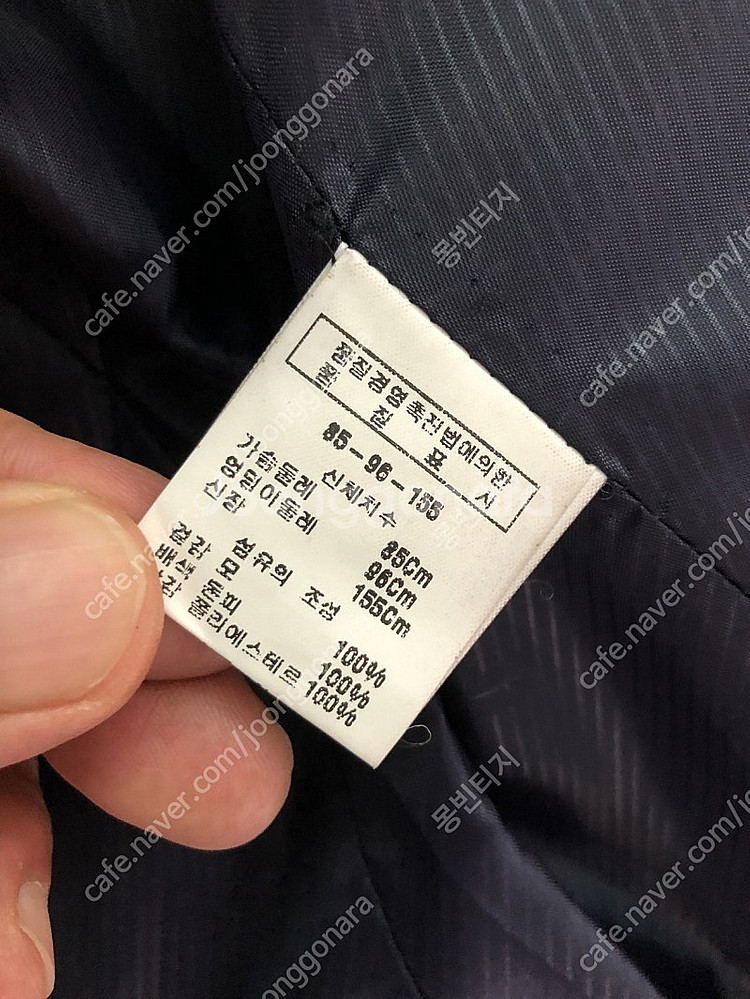 품질경영촉진법에의한
품 질 표 시
85-96-155
신체치수
가슴둘레 85Cm
엉덩이둘레 96Cm
신장 155Cm
섬유의 조성
겉감 모 100%
배색 돈피 100%
안감 폴리에스테르 100%
cafe.naver.com/joonggonara
몽빈티지